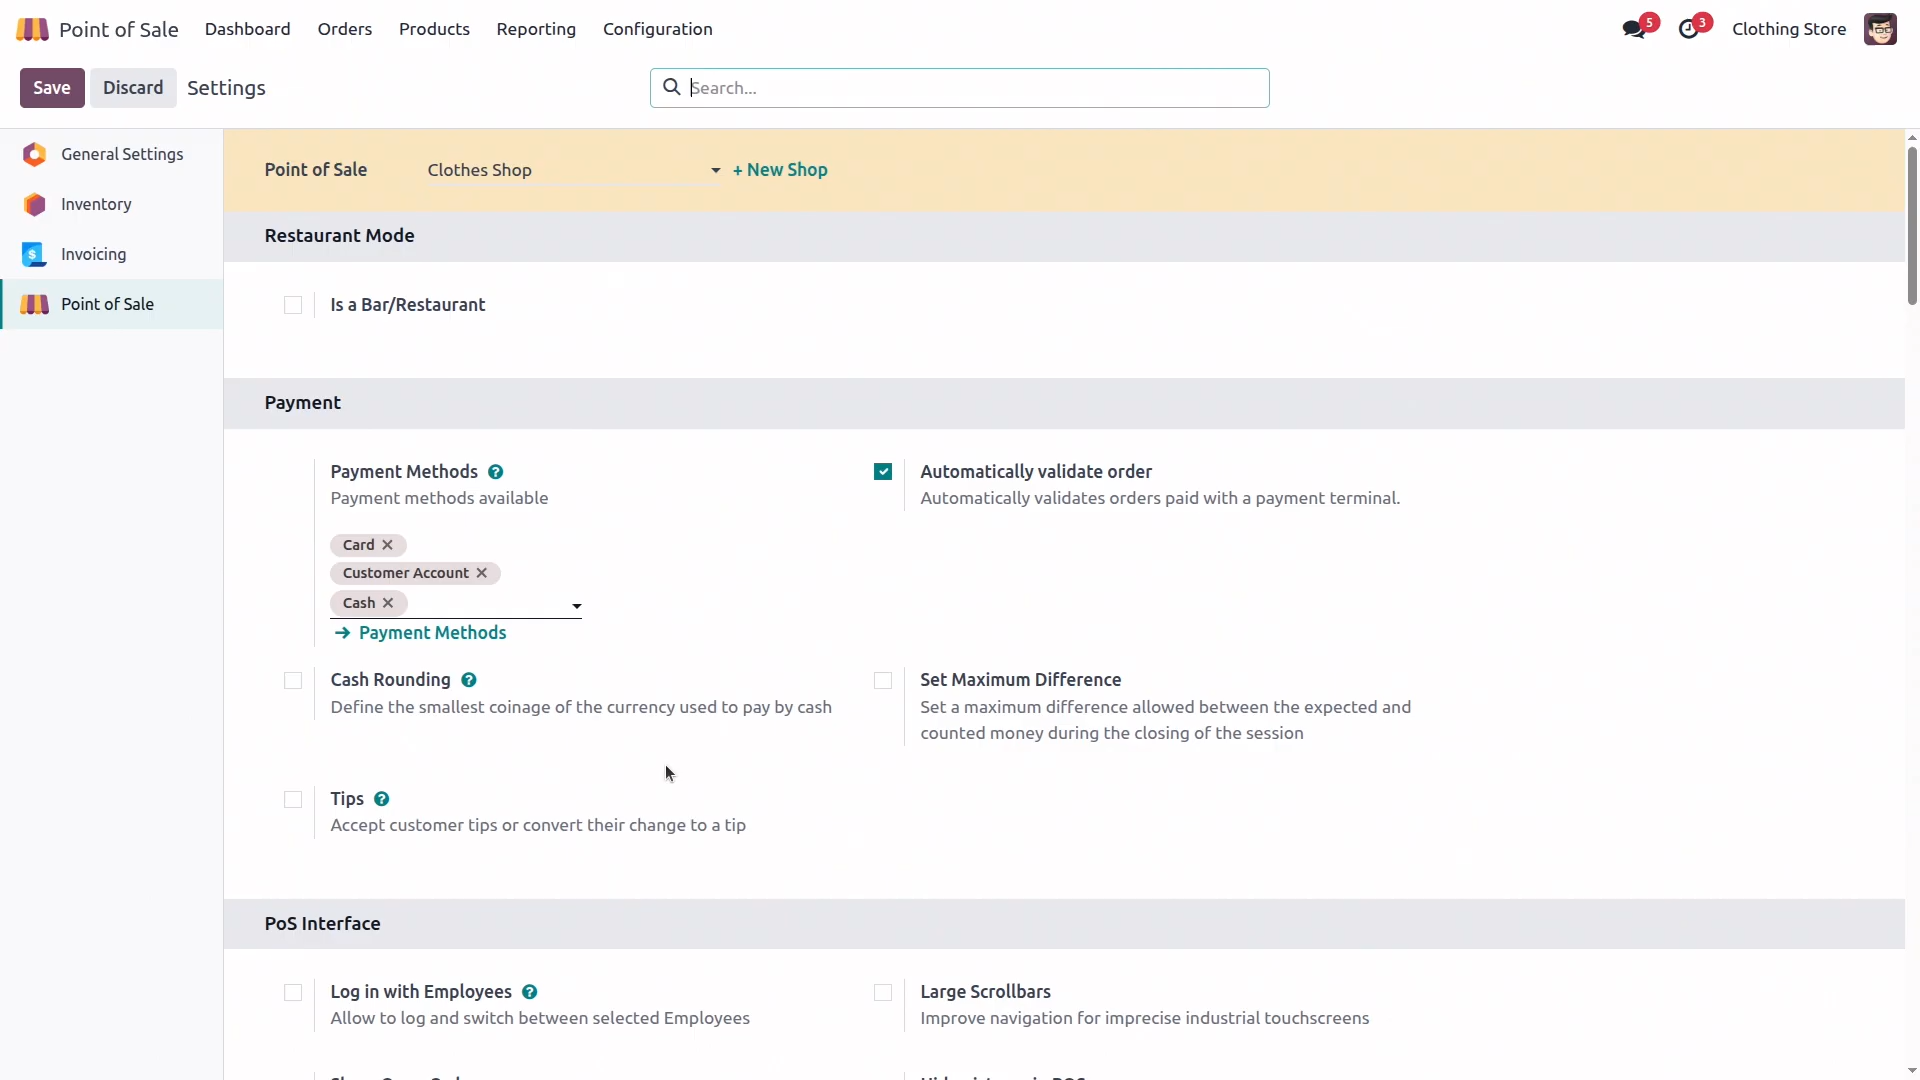 Point of Sale Dashboard Orders Products Reporting Configuration 5 3 Clothing Store
Save Discard Settings Search...
General Settings
Inventory
Invoicing
Point of Sale
Point of Sale Clothes Shop + New Shop
Restaurant Mode
Is a Bar/Restaurant
Payment
Payment Methods ?
Payment methods available
Card ×
Customer Account ×
Cash ×
→ Payment Methods
Automatically validate order
Automatically validates orders paid with a payment terminal.
Cash Rounding ?
Define the smallest coinage of the currency used to pay by cash
Set Maximum Difference
Set a maximum difference allowed between the expected and
counted money during the closing of the session
Tips ?
Accept customer tips or convert their change to a tip
PoS Interface
Log in with Employees ?
Allow to log and switch between selected Employees
Large Scrollbars
Improve navigation for imprecise industrial touchscreens